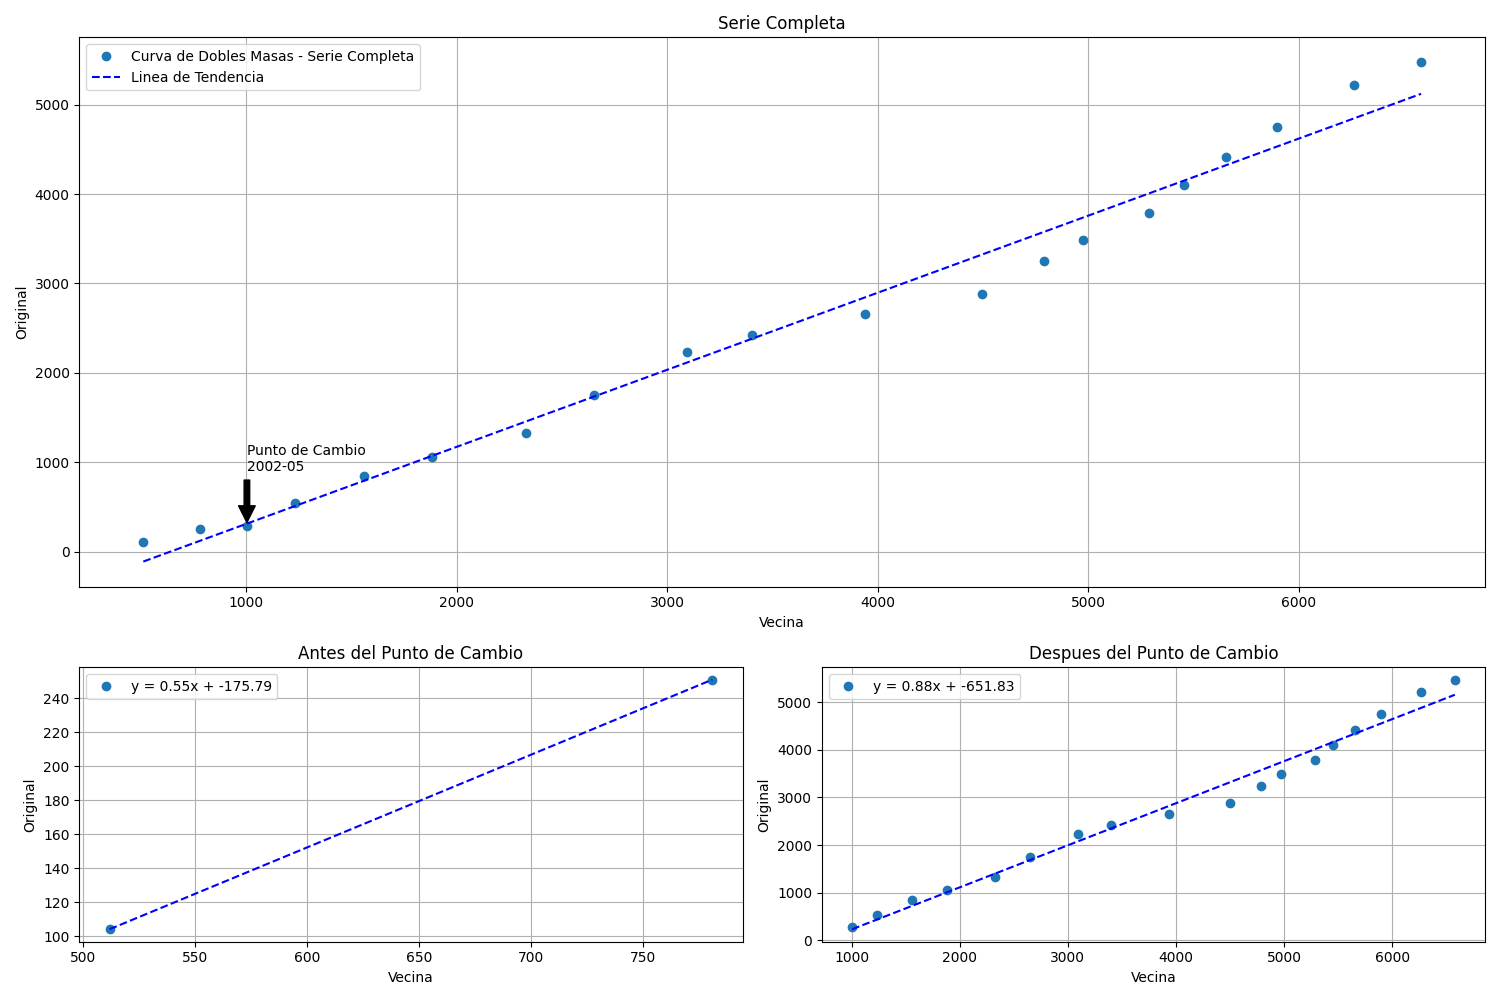 Serie Completa
Curva de Dobles Masas - Serie Completa
Linea de Tendencia
5000
4000
3000
2000
1000
0
Original
Punto de Cambio
2002-05
1000
2000
3000
4000
5000
6000
Vecina
Antes del Punto de Cambio
y = 0.55x + -175.79
240
220
200
180
160
140
120
100
Original
500
550
600
650
700
750
Vecina
Despues del Punto de Cambio
y = 0.88x + -651.83
5000
4000
3000
2000
1000
0
Original
1000
2000
3000
4000
5000
6000
Vecina